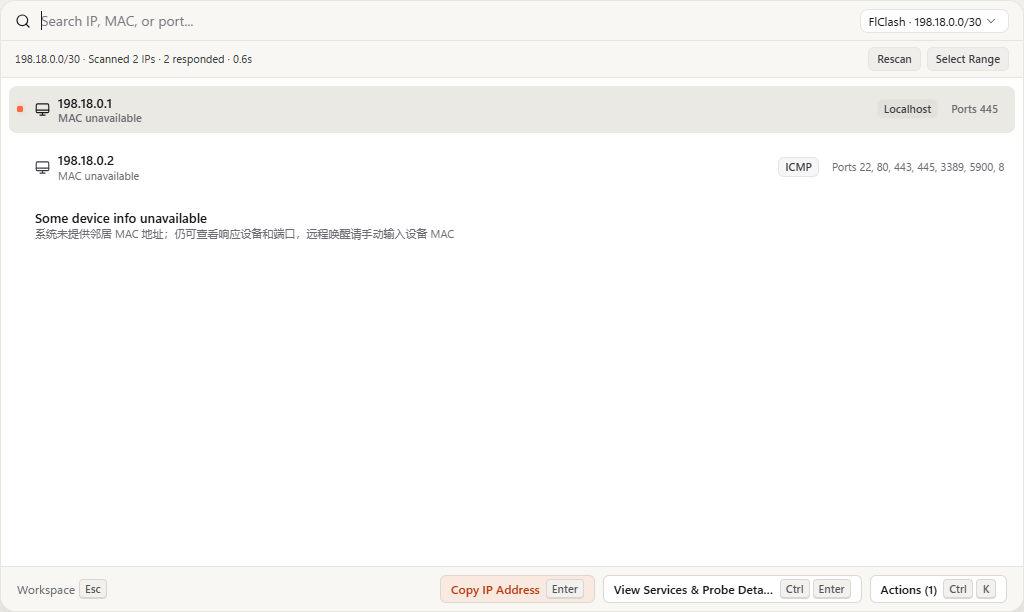 Search IP, MAC, or port...
FlClash · 198.18.0.0/30
198.18.0.0/30 · Scanned 2 IPs · 2 responded · 0.6s
Rescan
Select Range
198.18.0.1
MAC unavailable
Localhost
Ports 445
198.18.0.2
MAC unavailable
ICMP
Ports 22, 80, 443, 445, 3389, 5900, 8
Some device info unavailable
系统未提供邻居 MAC 地址；仍可查看响应设备和端口，远程唤醒请手动输入设备 MAC
Workspace Esc
Copy IP Address Enter
View Services & Probe Deta... Ctrl Enter
Actions (1) Ctrl K